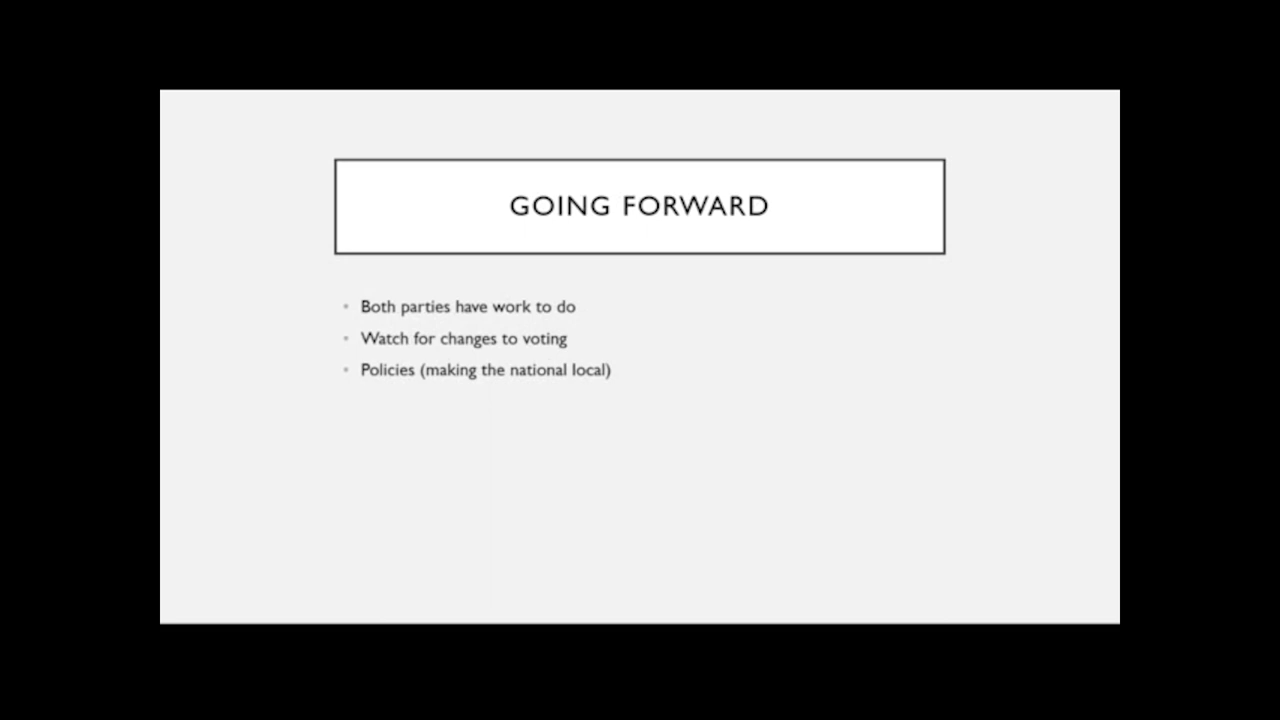 GOING FORWARD
• Both parties have work to do
• Watch for changes to voting
• Policies (making the national local)